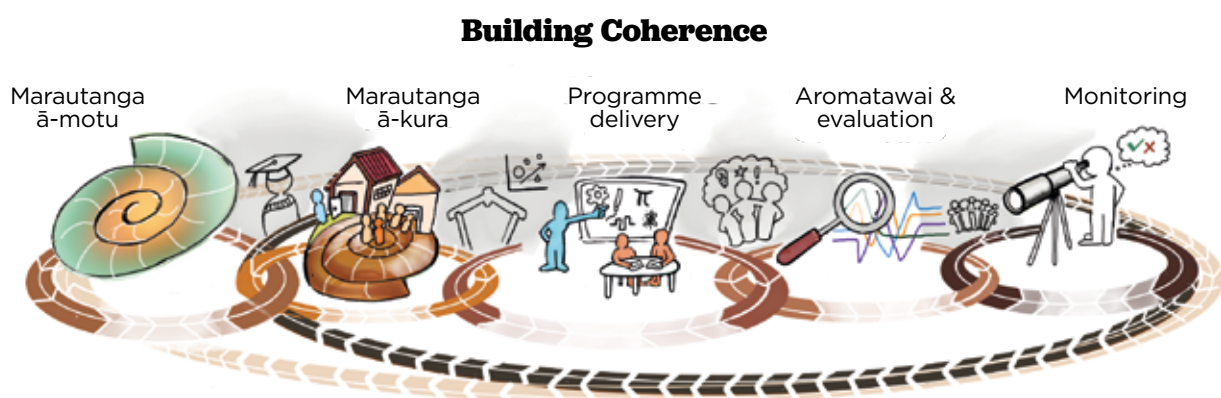 Building Coherence
Marautanga
ā-motu
Marautanga
ā-kura
Programme
delivery
Aromatawai &
evaluation
Monitoring